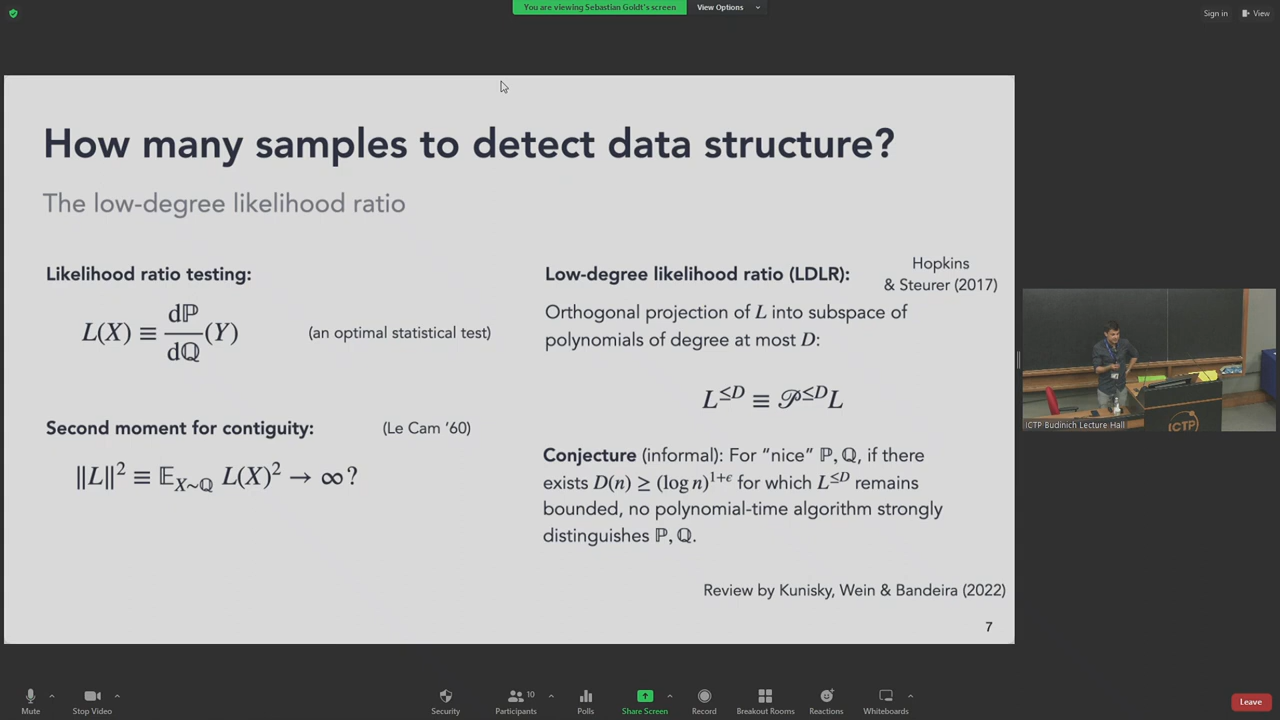 You are viewing Sebastian Goldt's screen
View Options
Sign in
View
How many samples to detect data structure?
The low-degree likelihood ratio
Likelihood ratio testing:
L(X) ≡ dℙ/dℚ (Y)
(an optimal statistical test)
Second moment for contiguity:
(Le Cam ‘60)
‖L‖² ≡ 𝔼_{X∼ℚ} L(X)² → ∞?
Low-degree likelihood ratio (LDLR):
Hopkins
& Steurer (2017)
Orthogonal projection of L into subspace of
polynomials of degree at most D:
L^{≤D} ≡ 𝒫^{≤D}L
Conjecture (informal): For “nice” ℙ, ℚ, if there
exists D(n) ≥ (log n)^{1+ϵ} for which L^{≤D} remains
bounded, no polynomial-time algorithm strongly
distinguishes ℙ, ℚ.
Review by Kunisky, Wein & Bandeira (2022)
7
ICTP
ICTP Budinich Lecture Hall
Mute
Stop Video
Security
Participants
10
Polls
Share Screen
Record
Breakout Rooms
Reactions
Whiteboards
Leave